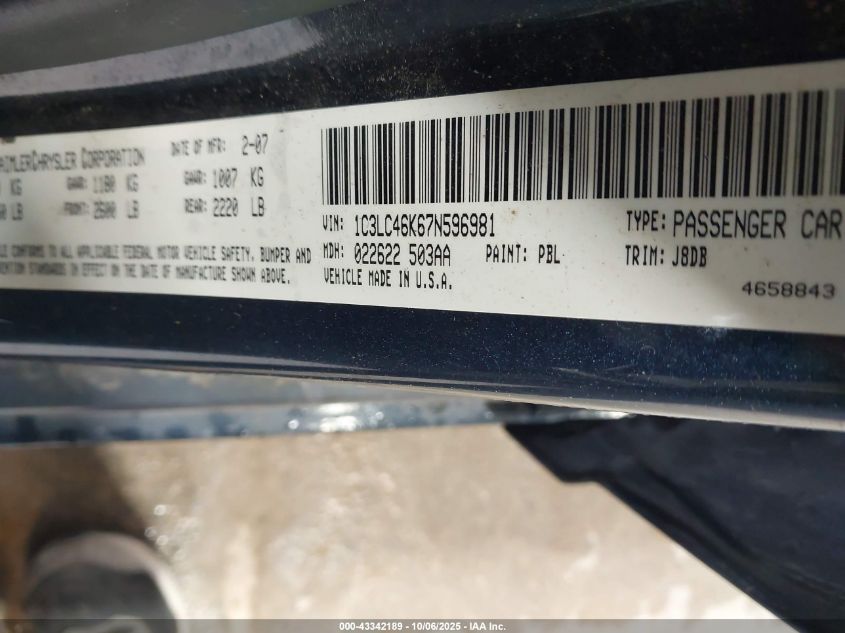 DAIMLERCHRYSLER CORPORATION DATE OF MFR: 2-07
KG GAWR: 1180 KG GAWR: 1007 KG
LB FRONT: 2600 LB REAR: 2220 LB
CONFORMS TO ALL APPLICABLE FEDERAL MOTOR VEHICLE SAFETY, BUMPER AND
STANDARDS IN EFFECT ON THE DATE OF MANUFACTURE SHOWN ABOVE.
VIN: 1C3LC46K67N596981 TYPE: PASSENGER CAR
MDH: 022622 503AA PAINT: PBL TRIM: J8DB
VEHICLE MADE IN U.S.A.
4658843
000-43342189 - 10/06/2025 - IAA Inc.